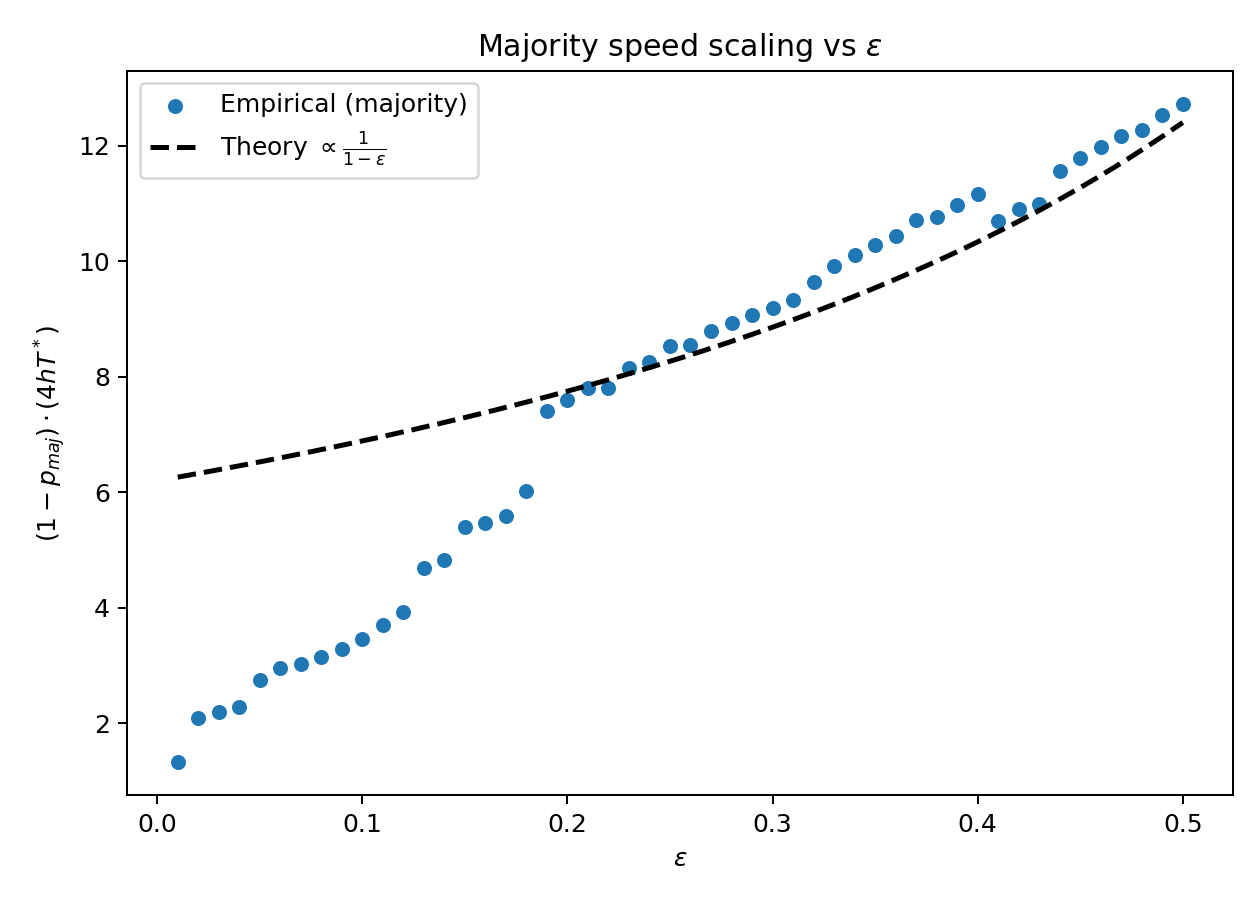 Majority speed scaling vs ε
Empirical (majority)
Theory ∝ 1/(1 − ε)
(1 − p_maj) · (4hT*)
12
10
8
6
4
2
0.0 0.1 0.2 0.3 0.4 0.5
ε